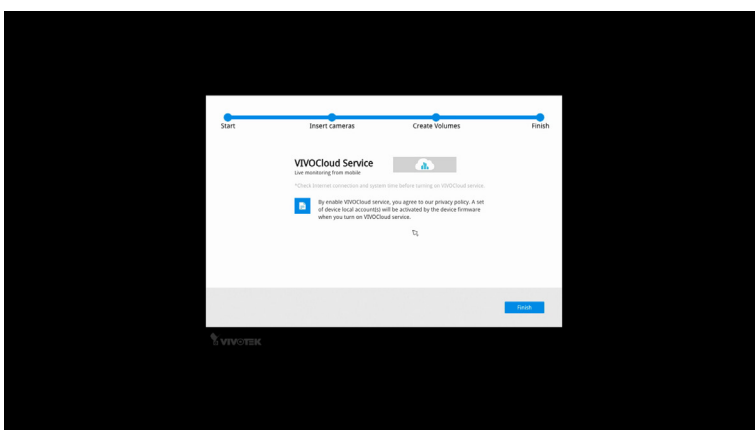 Start Insert cameras Create Volumes Finish
VIVOCloud Service
Live monitoring from mobile
*Check Internet connection and system time before turning on VIVOCloud service.
By enable VIVOCloud service, you agree to our privacy policy. A set
of device local account(s) will be activated by the device firmware
when you turn on VIVOCloud service.
Finish
VIVOTEK